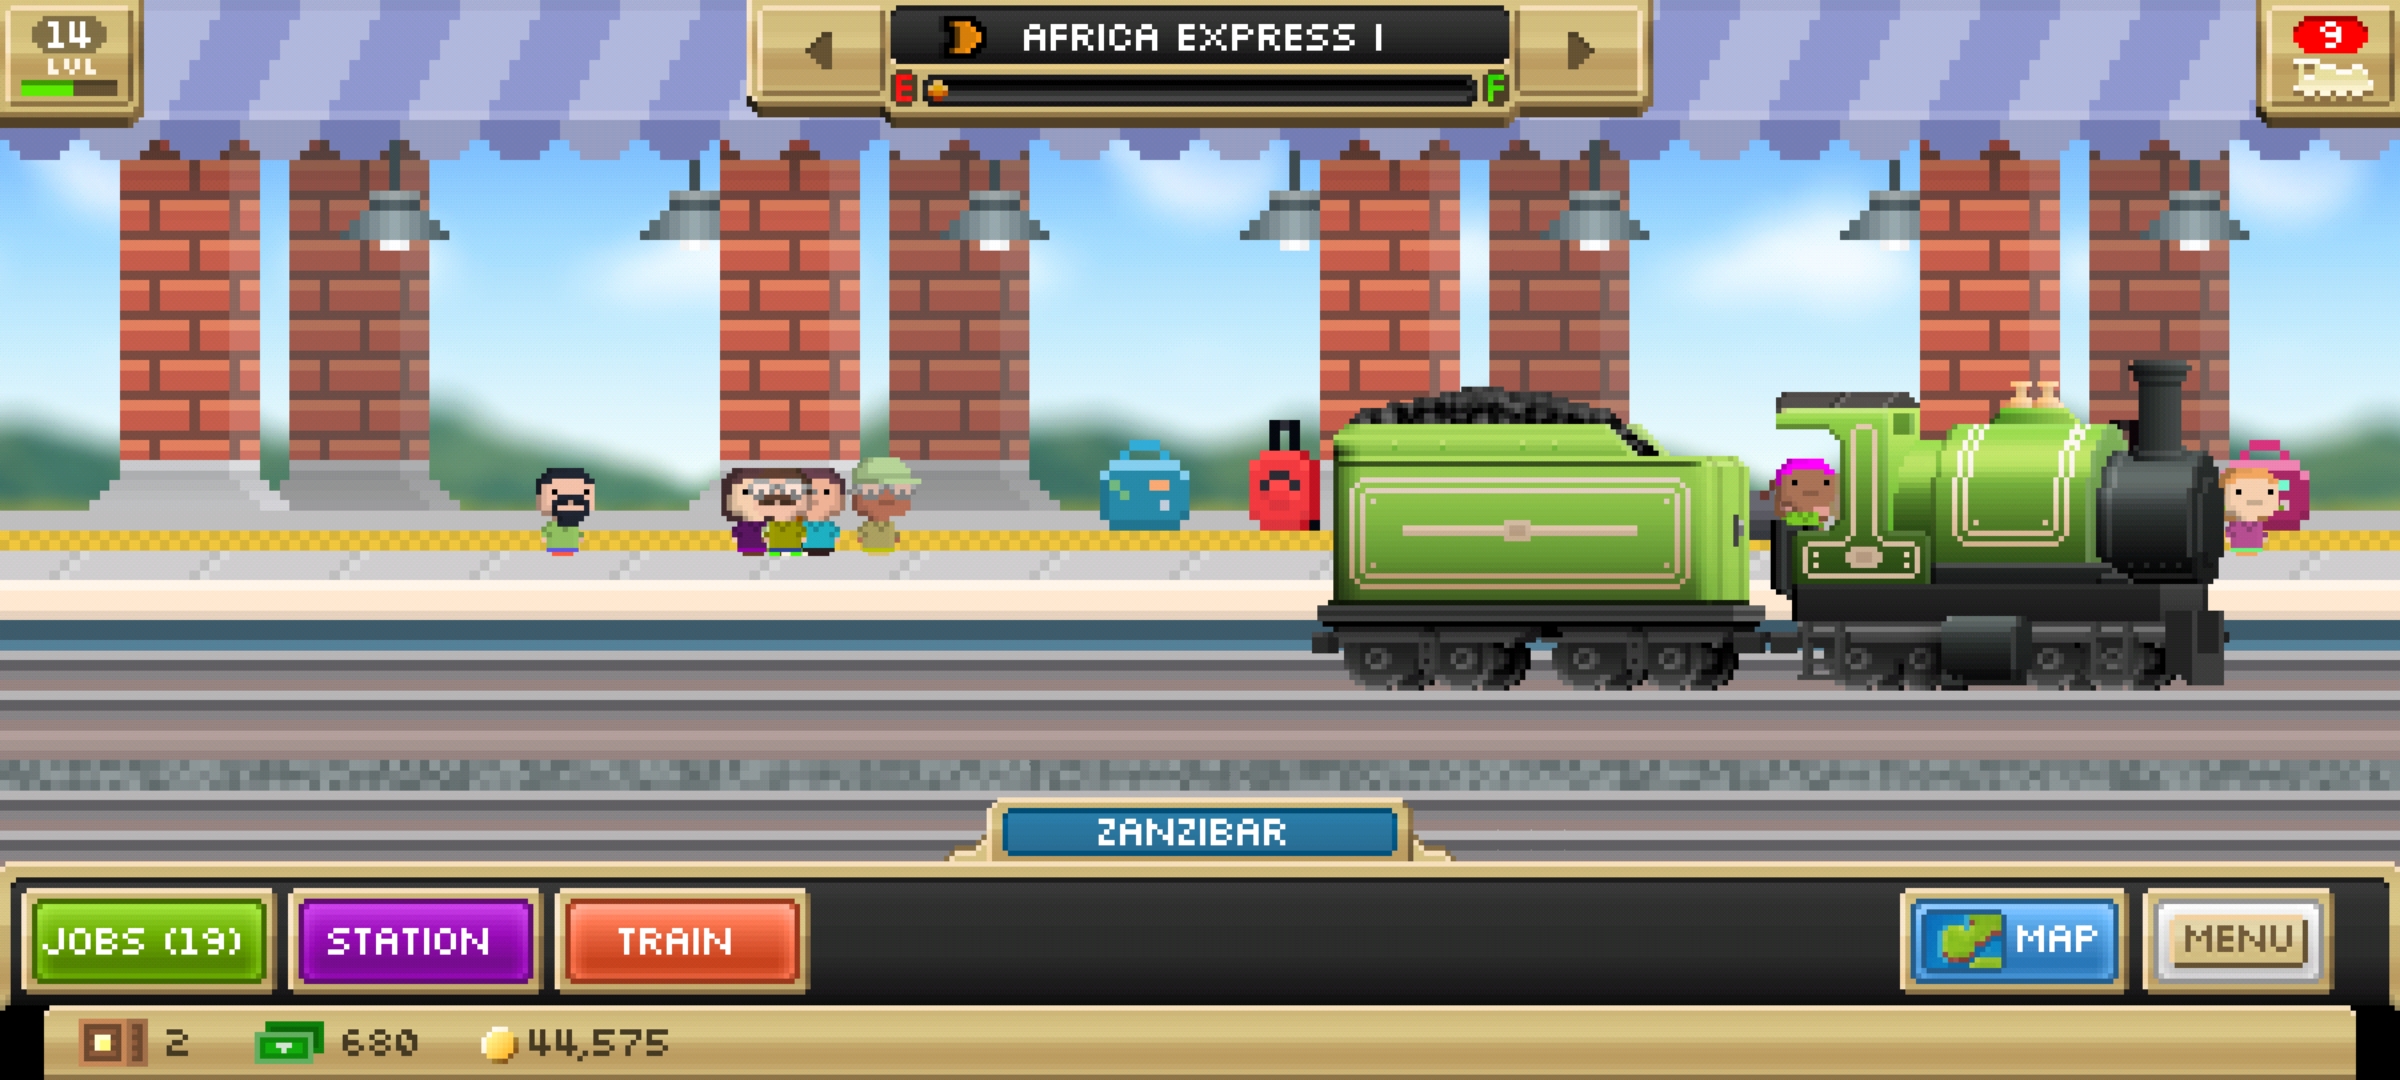 14
LVL
AFRICA EXPRESS I
E F
9
ZANZIBAR
JOBS (19)
STATION
TRAIN
MAP
MENU
2
680
44,575